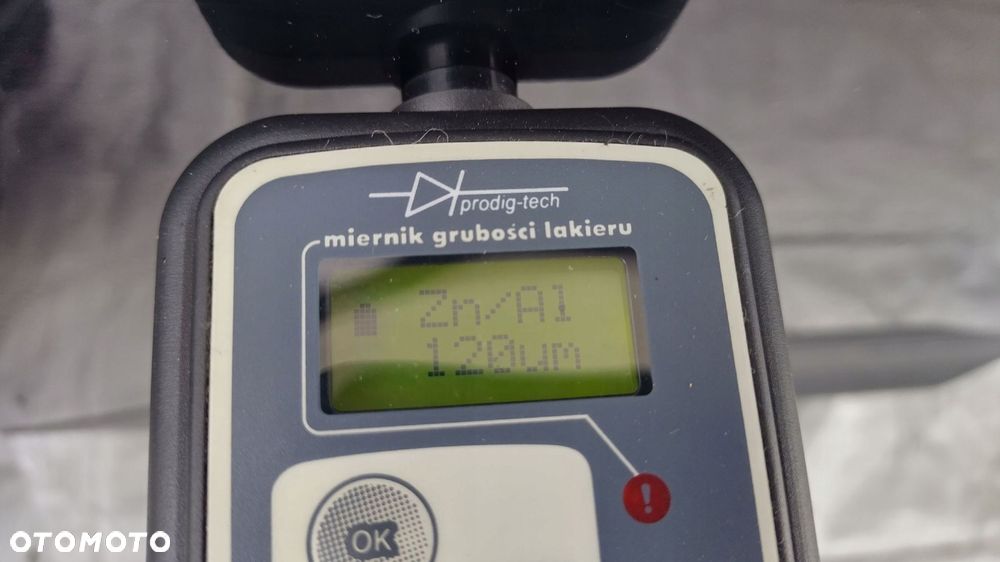 prodig-tech
miernik grubości lakieru
Zn/Al
120um
!
OK
OTOMOTO